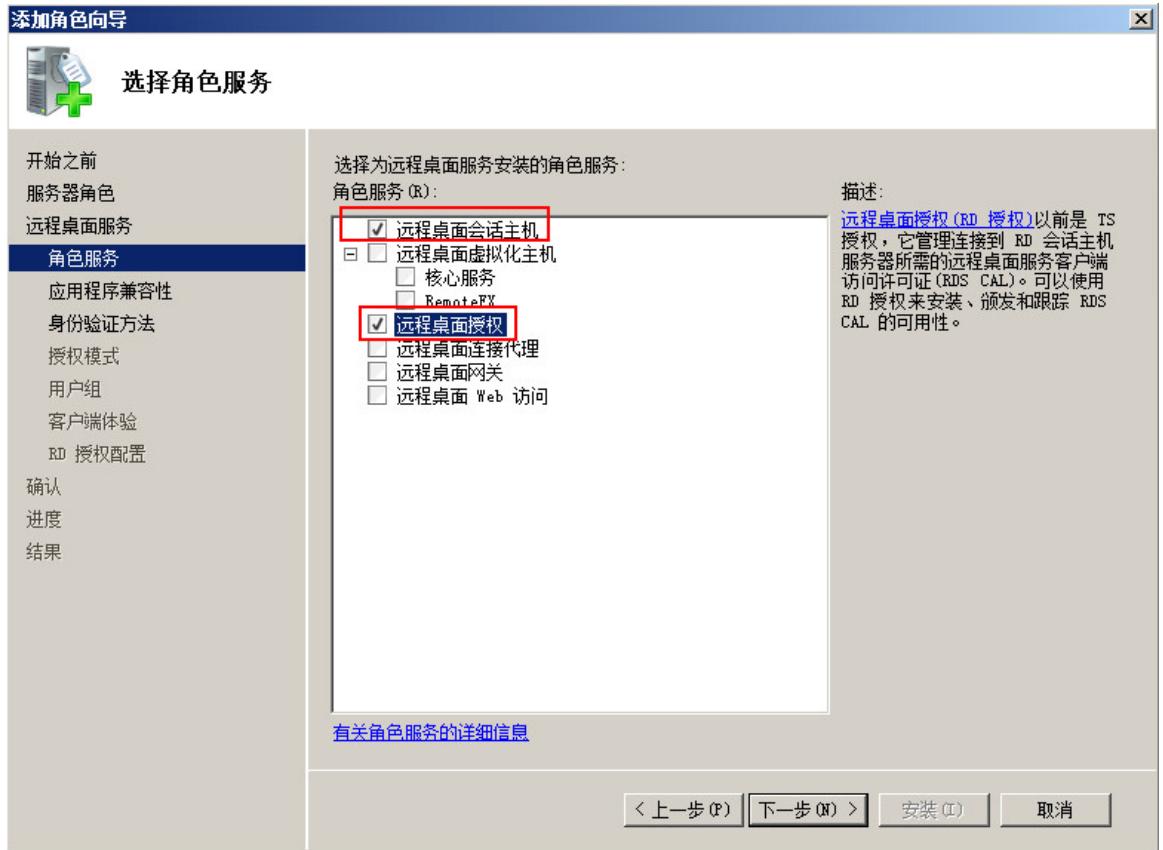 添加角色向导
选择角色服务
开始之前
服务器角色
远程桌面服务
角色服务
应用程序兼容性
身份验证方法
授权模式
用户组
客户端体验
RD 授权配置
确认
进度
结果
选择为远程桌面服务安装的角色服务:
角色服务(R):
远程桌面会话主机
远程桌面虚拟化主机
核心服务
RemoteFX
远程桌面授权
远程桌面连接代理
远程桌面网关
远程桌面 Web 访问
有关角色服务的详细信息
描述:
远程桌面授权(RD 授权)以前是 TS
授权，它管理连接到 RD 会话主机
服务器所需的远程桌面服务客户端
访问许可证(RDS CAL)。可以使用
RD 授权来安装、颁发和跟踪 RDS
CAL 的可用性。
< 上一步(P)
下一步(N) >
安装(I)
取消